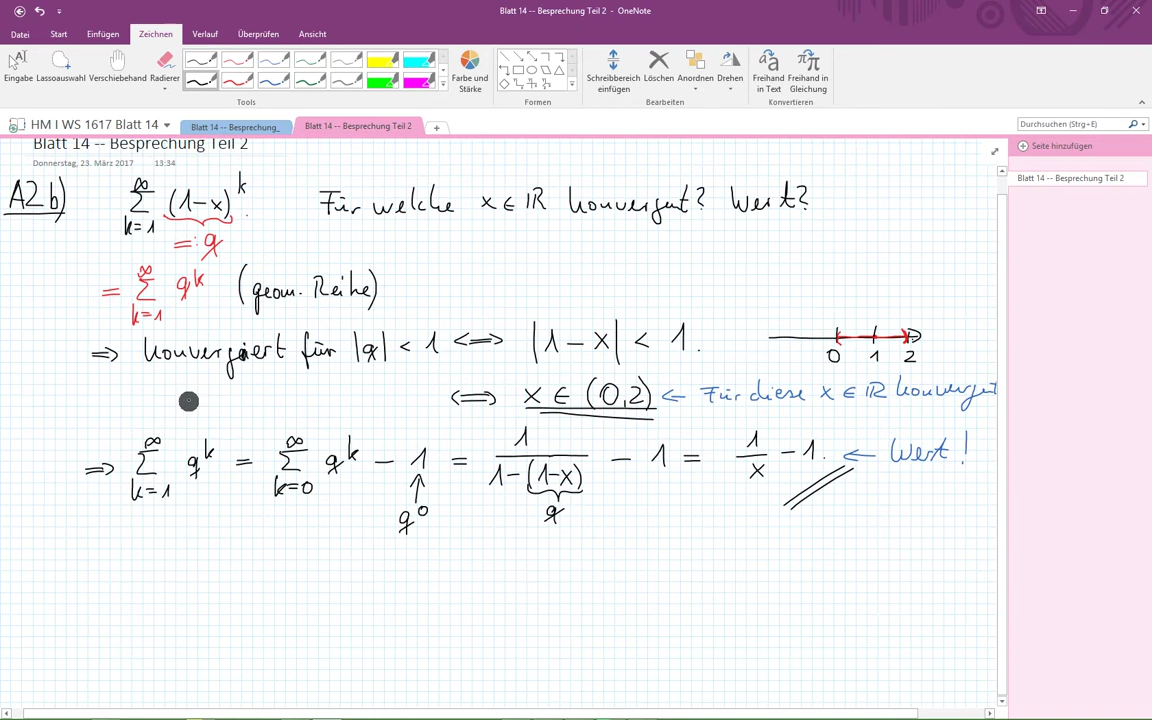 Blatt 14 -- Besprechung Teil 2 - OneNote
Datei Start Einfügen Zeichnen Verlauf Überprüfen Ansicht
Eingabe Lassoauswahl Verschiebehand Radierer Farbe und Stärke Schreibbereich einfügen Löschen Anordnen Drehen Freihand in Text Freihand in Gleichung
Tools Formen Bearbeiten Konvertieren
HM I WS 1617 Blatt 14 Blatt 14 -- Besprechung_ Blatt 14 -- Besprechung Teil 2 + Durchsuchen (Strg+E)
Blatt 14 -- Besprechung Teil 2
Donnerstag, 23. März 2017 13:34
Seite hinzufügen
Blatt 14 -- Besprechung Teil 2
A2 b) ∑_{k=1}^{∞} (1-x)^k Für welche x ∈ ℝ konvergent? Wert?
=: q
= ∑_{k=1}^{∞} q^k (geom. Reihe)
⇒ konvergiert für |q| < 1 ⇔ |1 - x| < 1.
0 1 2
⇔ x ∈ (0,2) ← Für diese x ∈ ℝ konvergent
⇒ ∑_{k=1}^{∞} q^k = ∑_{k=0}^{∞} q^k - 1 = 1/(1-(1-x)) - 1 = 1/x - 1. ← Wert!
q^0 q